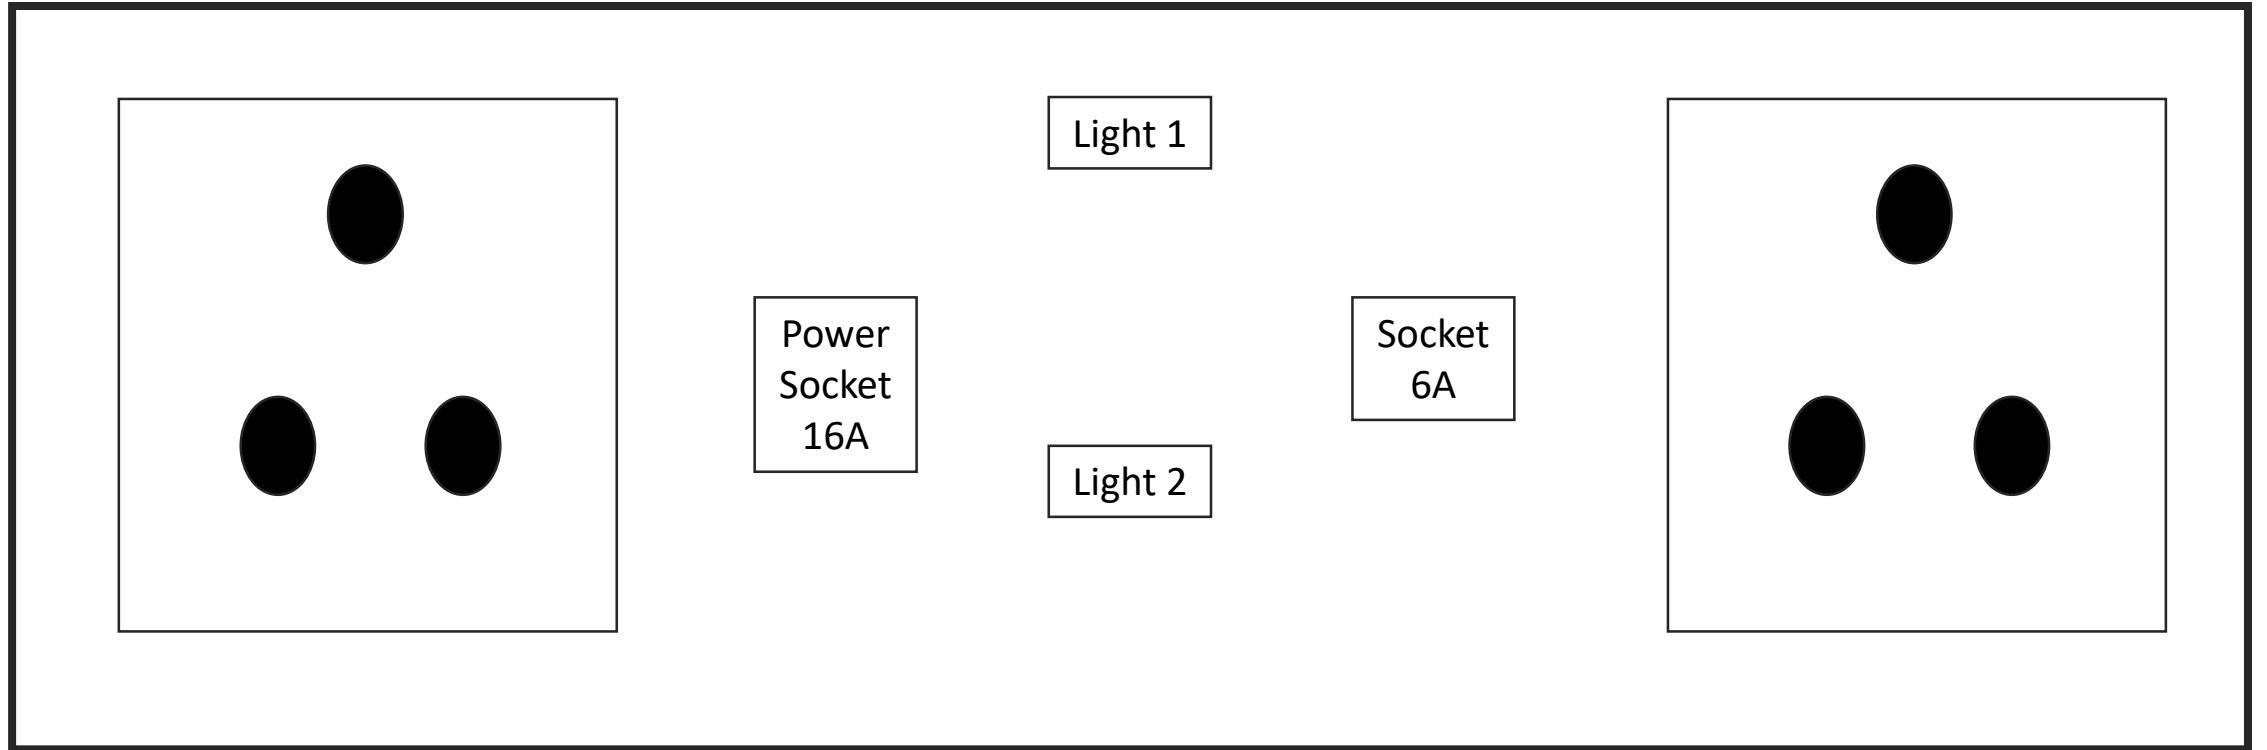 Light 1
Power
Socket
16A
Socket
6A
Light 2